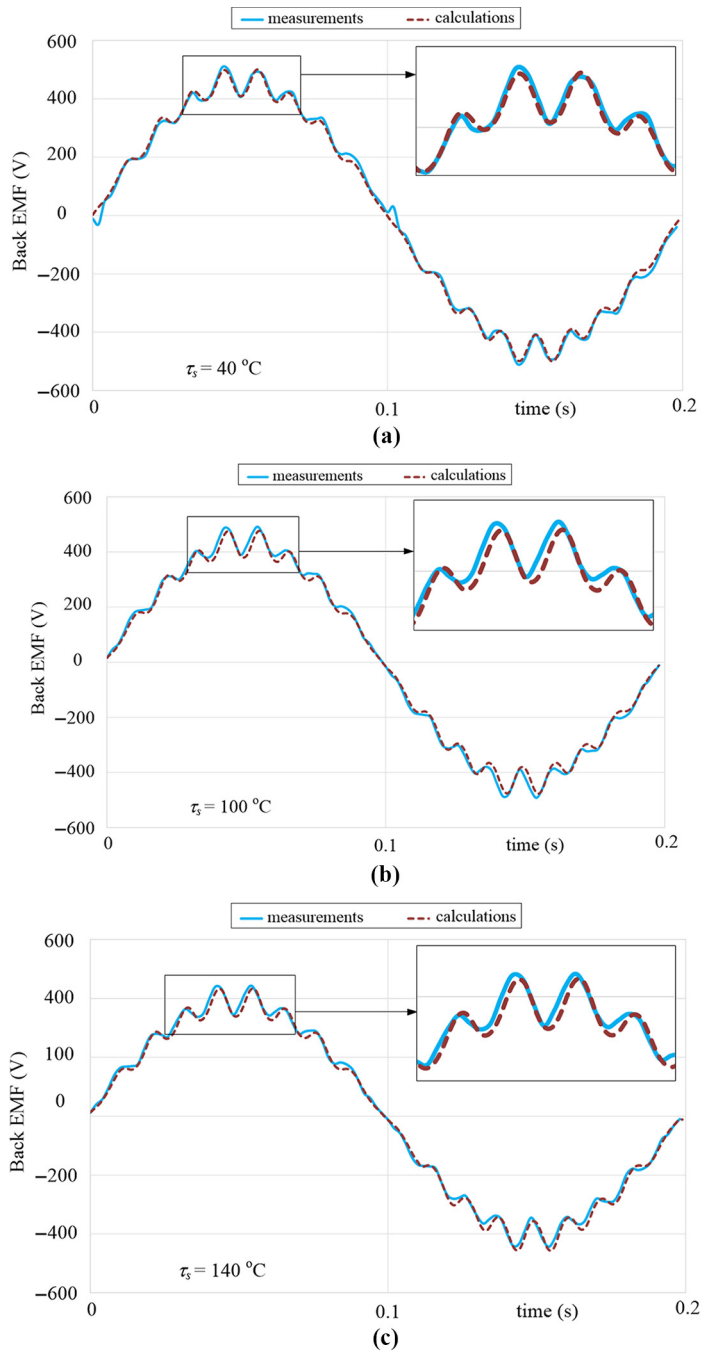 measurements calculations
600
400
200
0
−200
−400
−600
Back EMF (V)
τs = 40 °C
0 0.1 time (s) 0.2
(a)
measurements calculations
600
400
200
0
−200
−400
−600
Back EMF (V)
τs = 100 °C
0 0.1 time (s) 0.2
(b)
measurements calculations
600
400
100
0
−200
−400
−600
Back EMF (V)
τs = 140 °C
0 0.1 time (s) 0.2
(c)